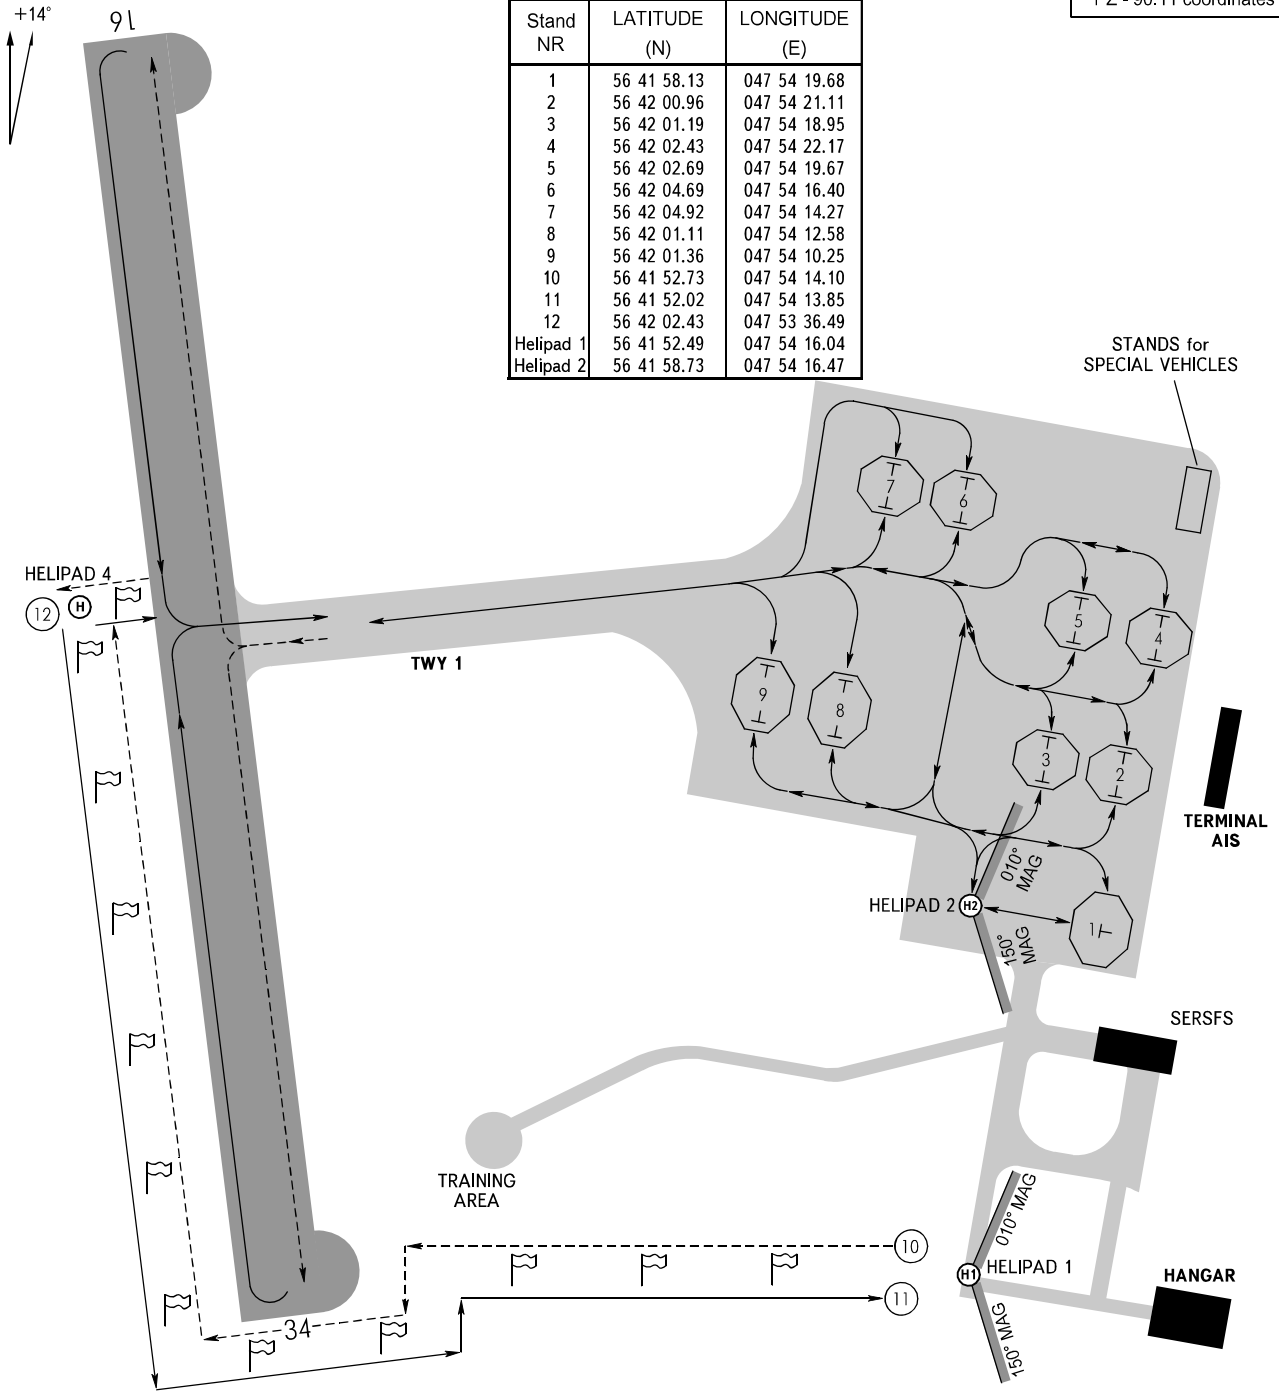 +14°
16
PZ - 90.11 coordinates
Stand NR LATITUDE (N) LONGITUDE (E)
1 56 41 58.13 047 54 19.68
2 56 42 00.96 047 54 21.11
3 56 42 01.19 047 54 18.95
4 56 42 02.43 047 54 22.17
5 56 42 02.69 047 54 19.67
6 56 42 04.69 047 54 16.40
7 56 42 04.92 047 54 14.27
8 56 42 01.11 047 54 12.58
9 56 42 01.36 047 54 10.25
10 56 41 52.73 047 54 14.10
11 56 41 52.02 047 54 13.85
12 56 42 02.43 047 53 36.49
Helipad 1 56 41 52.49 047 54 16.04
Helipad 2 56 41 58.73 047 54 16.47
STANDS for
SPECIAL VEHICLES
7
6
HELIPAD 4
12
H
5
4
TWY 1
9
8
3
2
TERMINAL
AIS
010°
MAG
HELIPAD 2
H2
1
150°
MAG
SERSFS
TRAINING
AREA
010° MAG
10
H1
HELIPAD 1
HANGAR
11
34
150° MAG